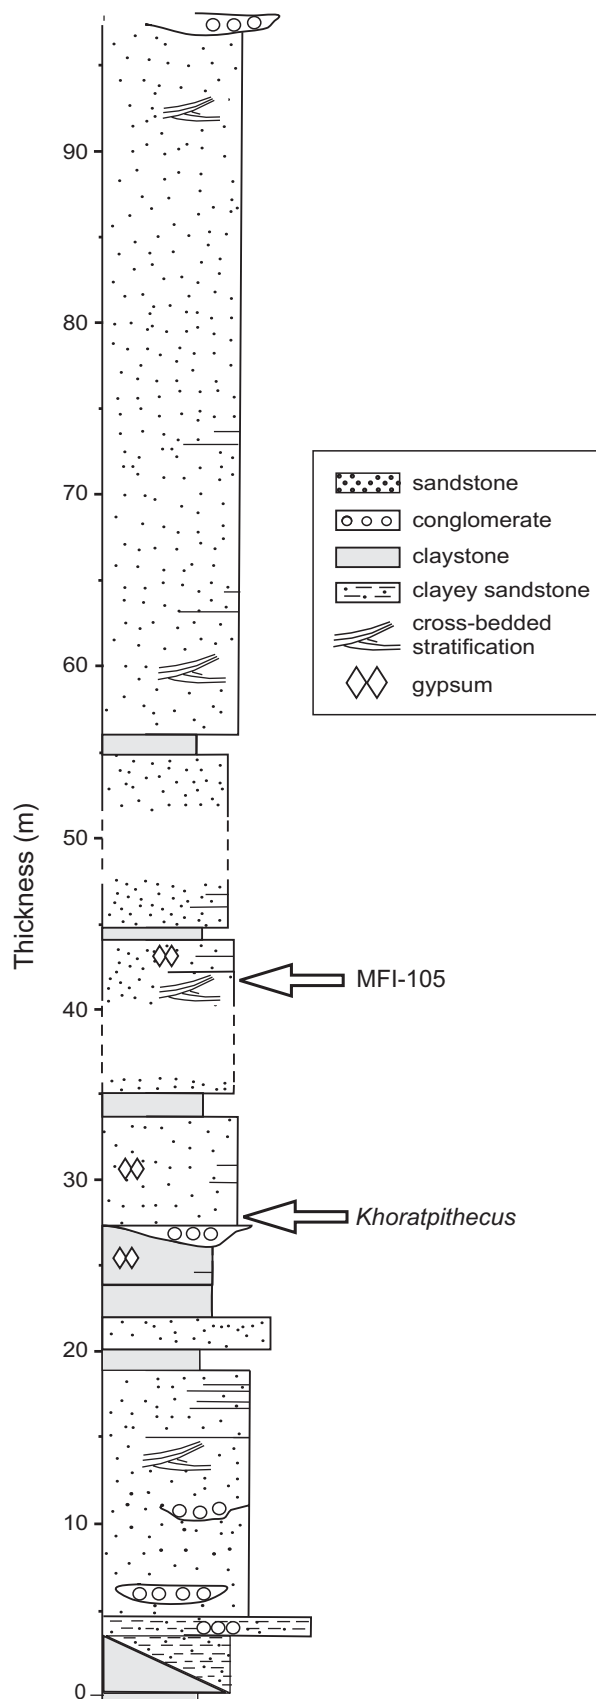 90
80
70
60
50
40
30
20
10
0
Thickness (m)
sandstone
conglomerate
claystone
clayey sandstone
cross-bedded
stratification
gypsum
MFI-105
Khoratpithecus